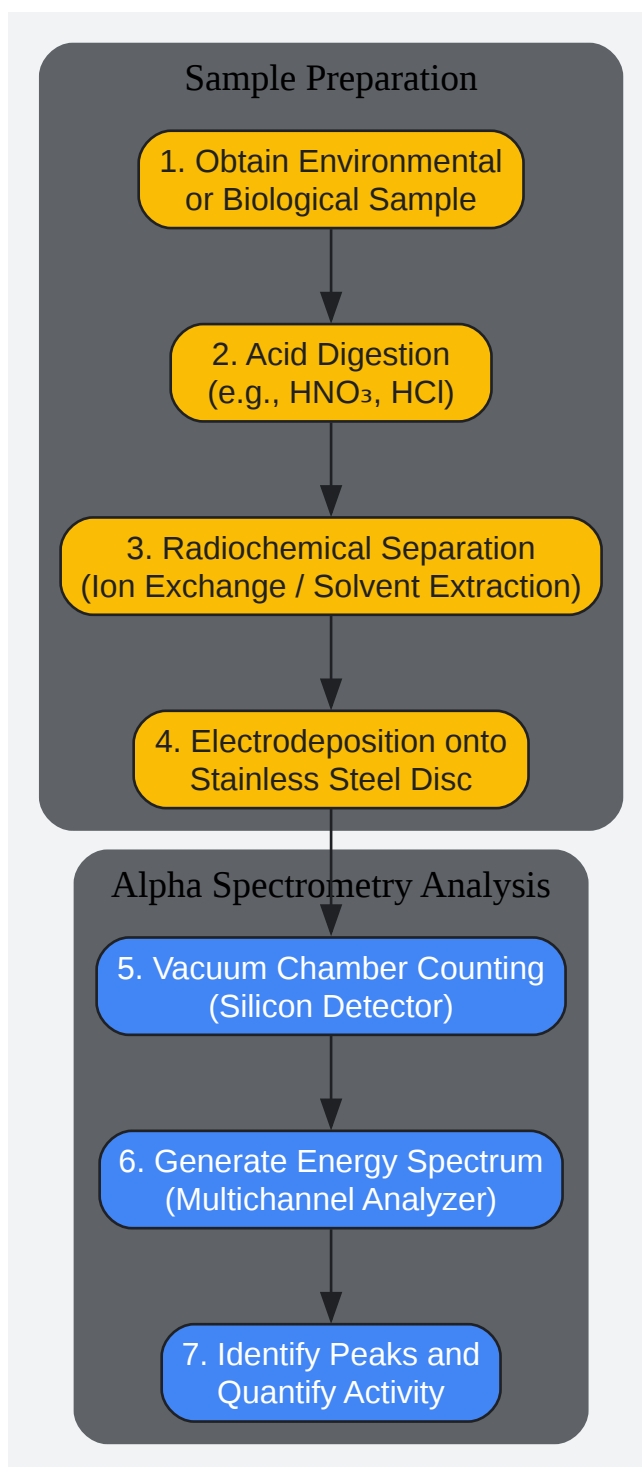 Sample Preparation
1. Obtain Environmental
or Biological Sample
2. Acid Digestion
(e.g., HNO₃, HCl)
3. Radiochemical Separation
(Ion Exchange / Solvent Extraction)
4. Electrodeposition onto
Stainless Steel Disc
Alpha Spectrometry Analysis
5. Vacuum Chamber Counting
(Silicon Detector)
6. Generate Energy Spectrum
(Multichannel Analyzer)
7. Identify Peaks and
Quantify Activity